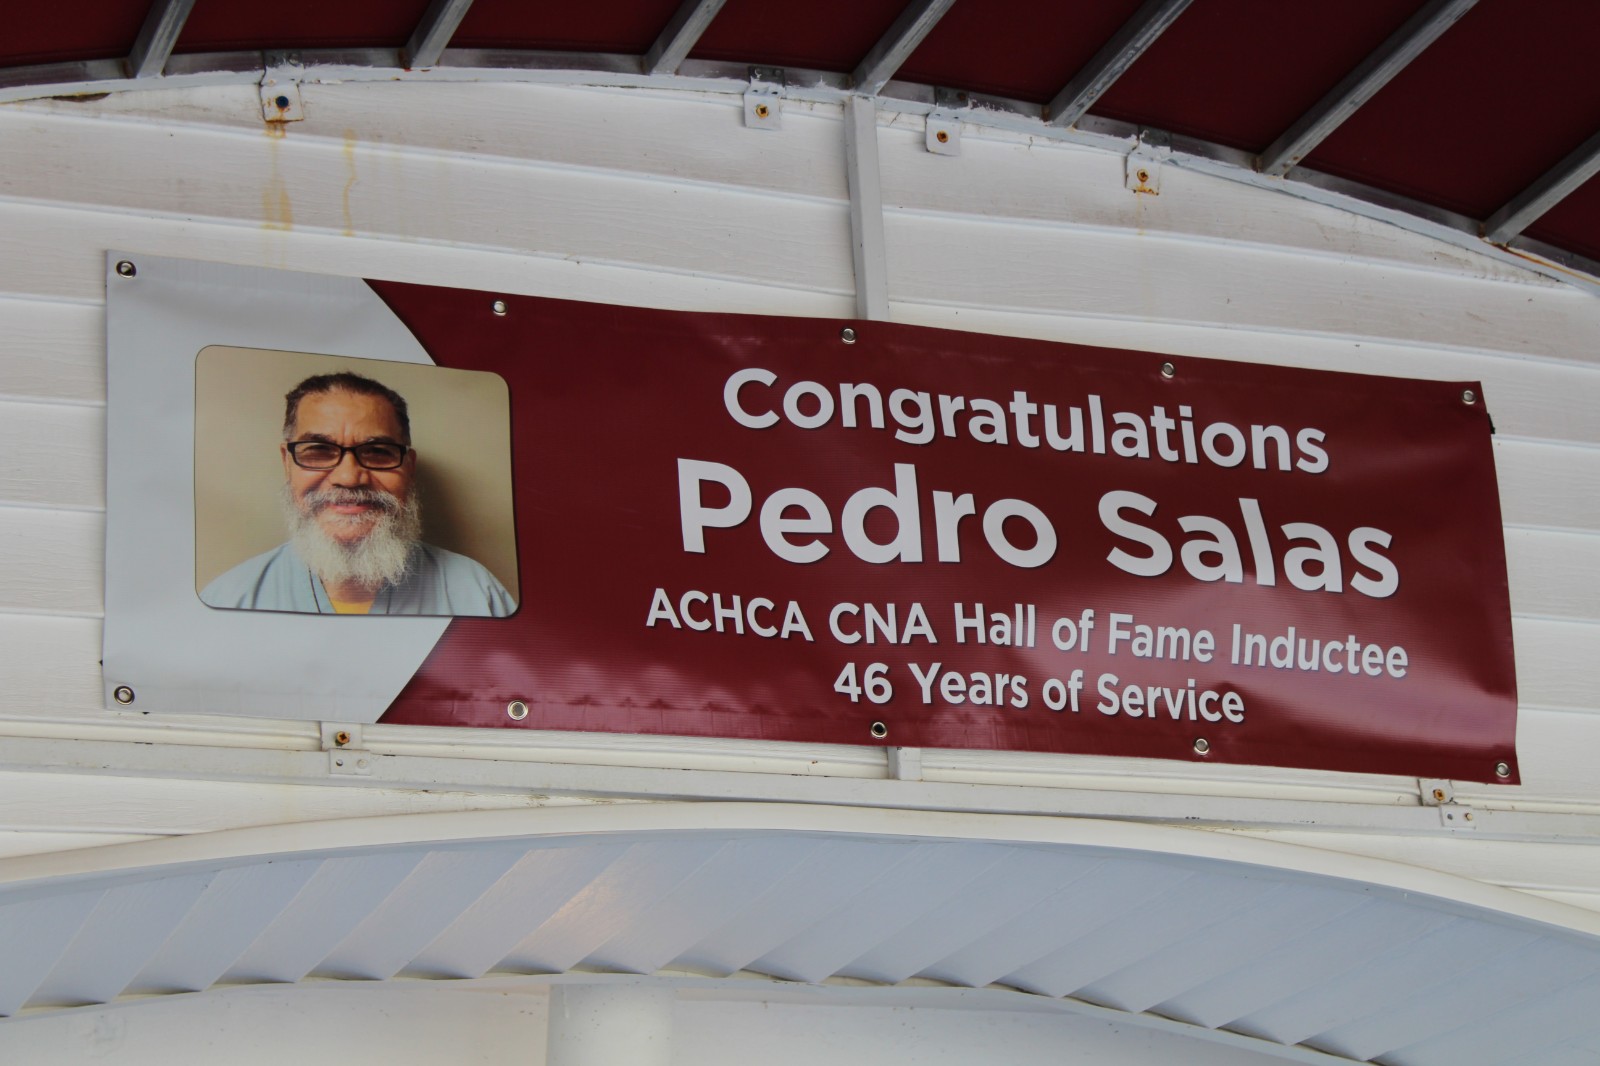 Congratulations
Pedro Salas
ACHCA CNA Hall of Fame Inductee
46 Years of Service